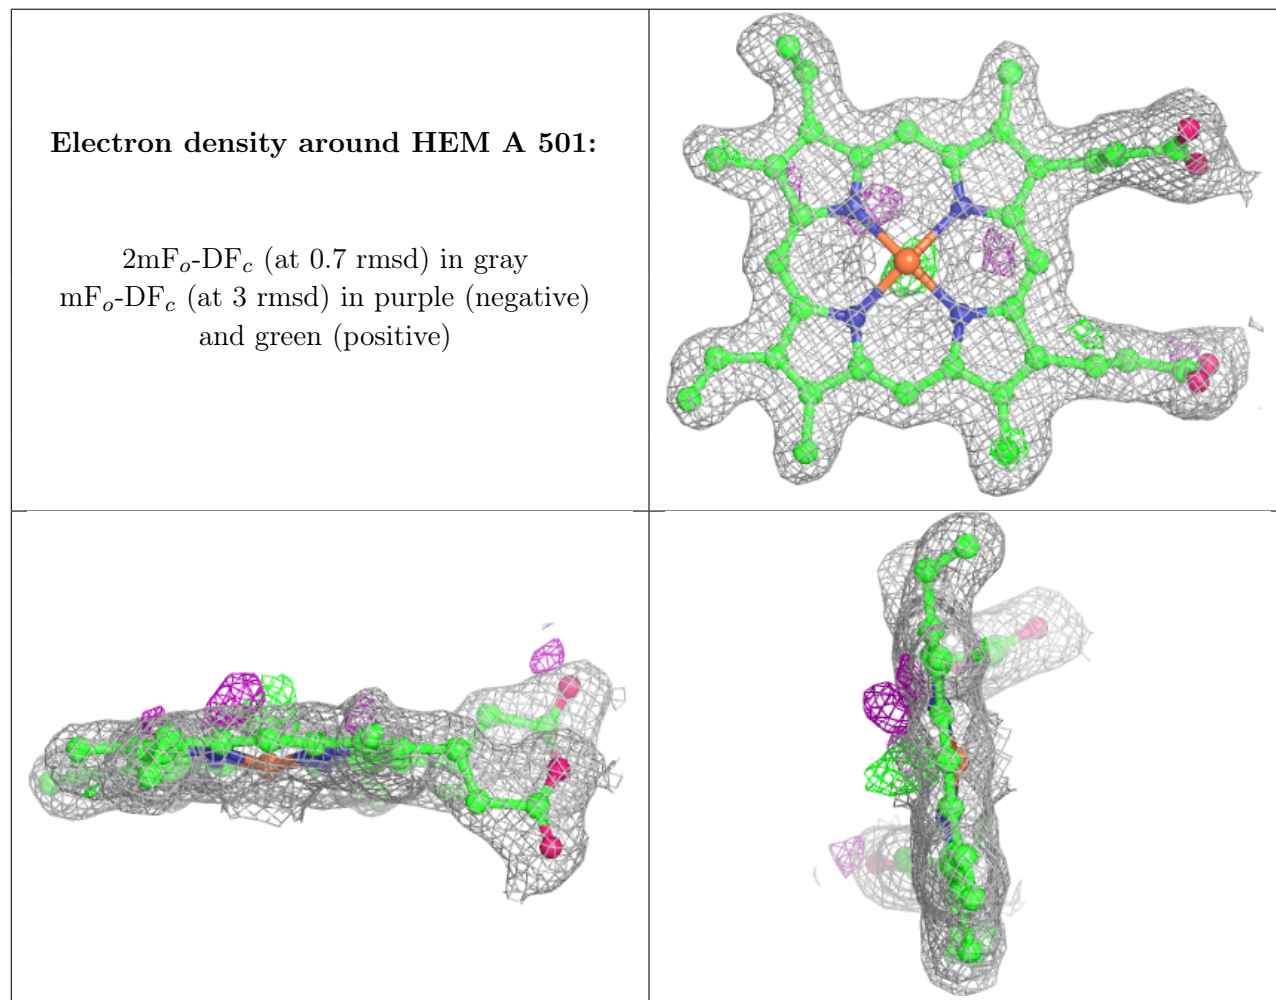 Electron density around HEM A 501:
2mFₒ-DF𝒸 (at 0.7 rmsd) in gray
mFₒ-DF𝒸 (at 3 rmsd) in purple (negative)
and green (positive)